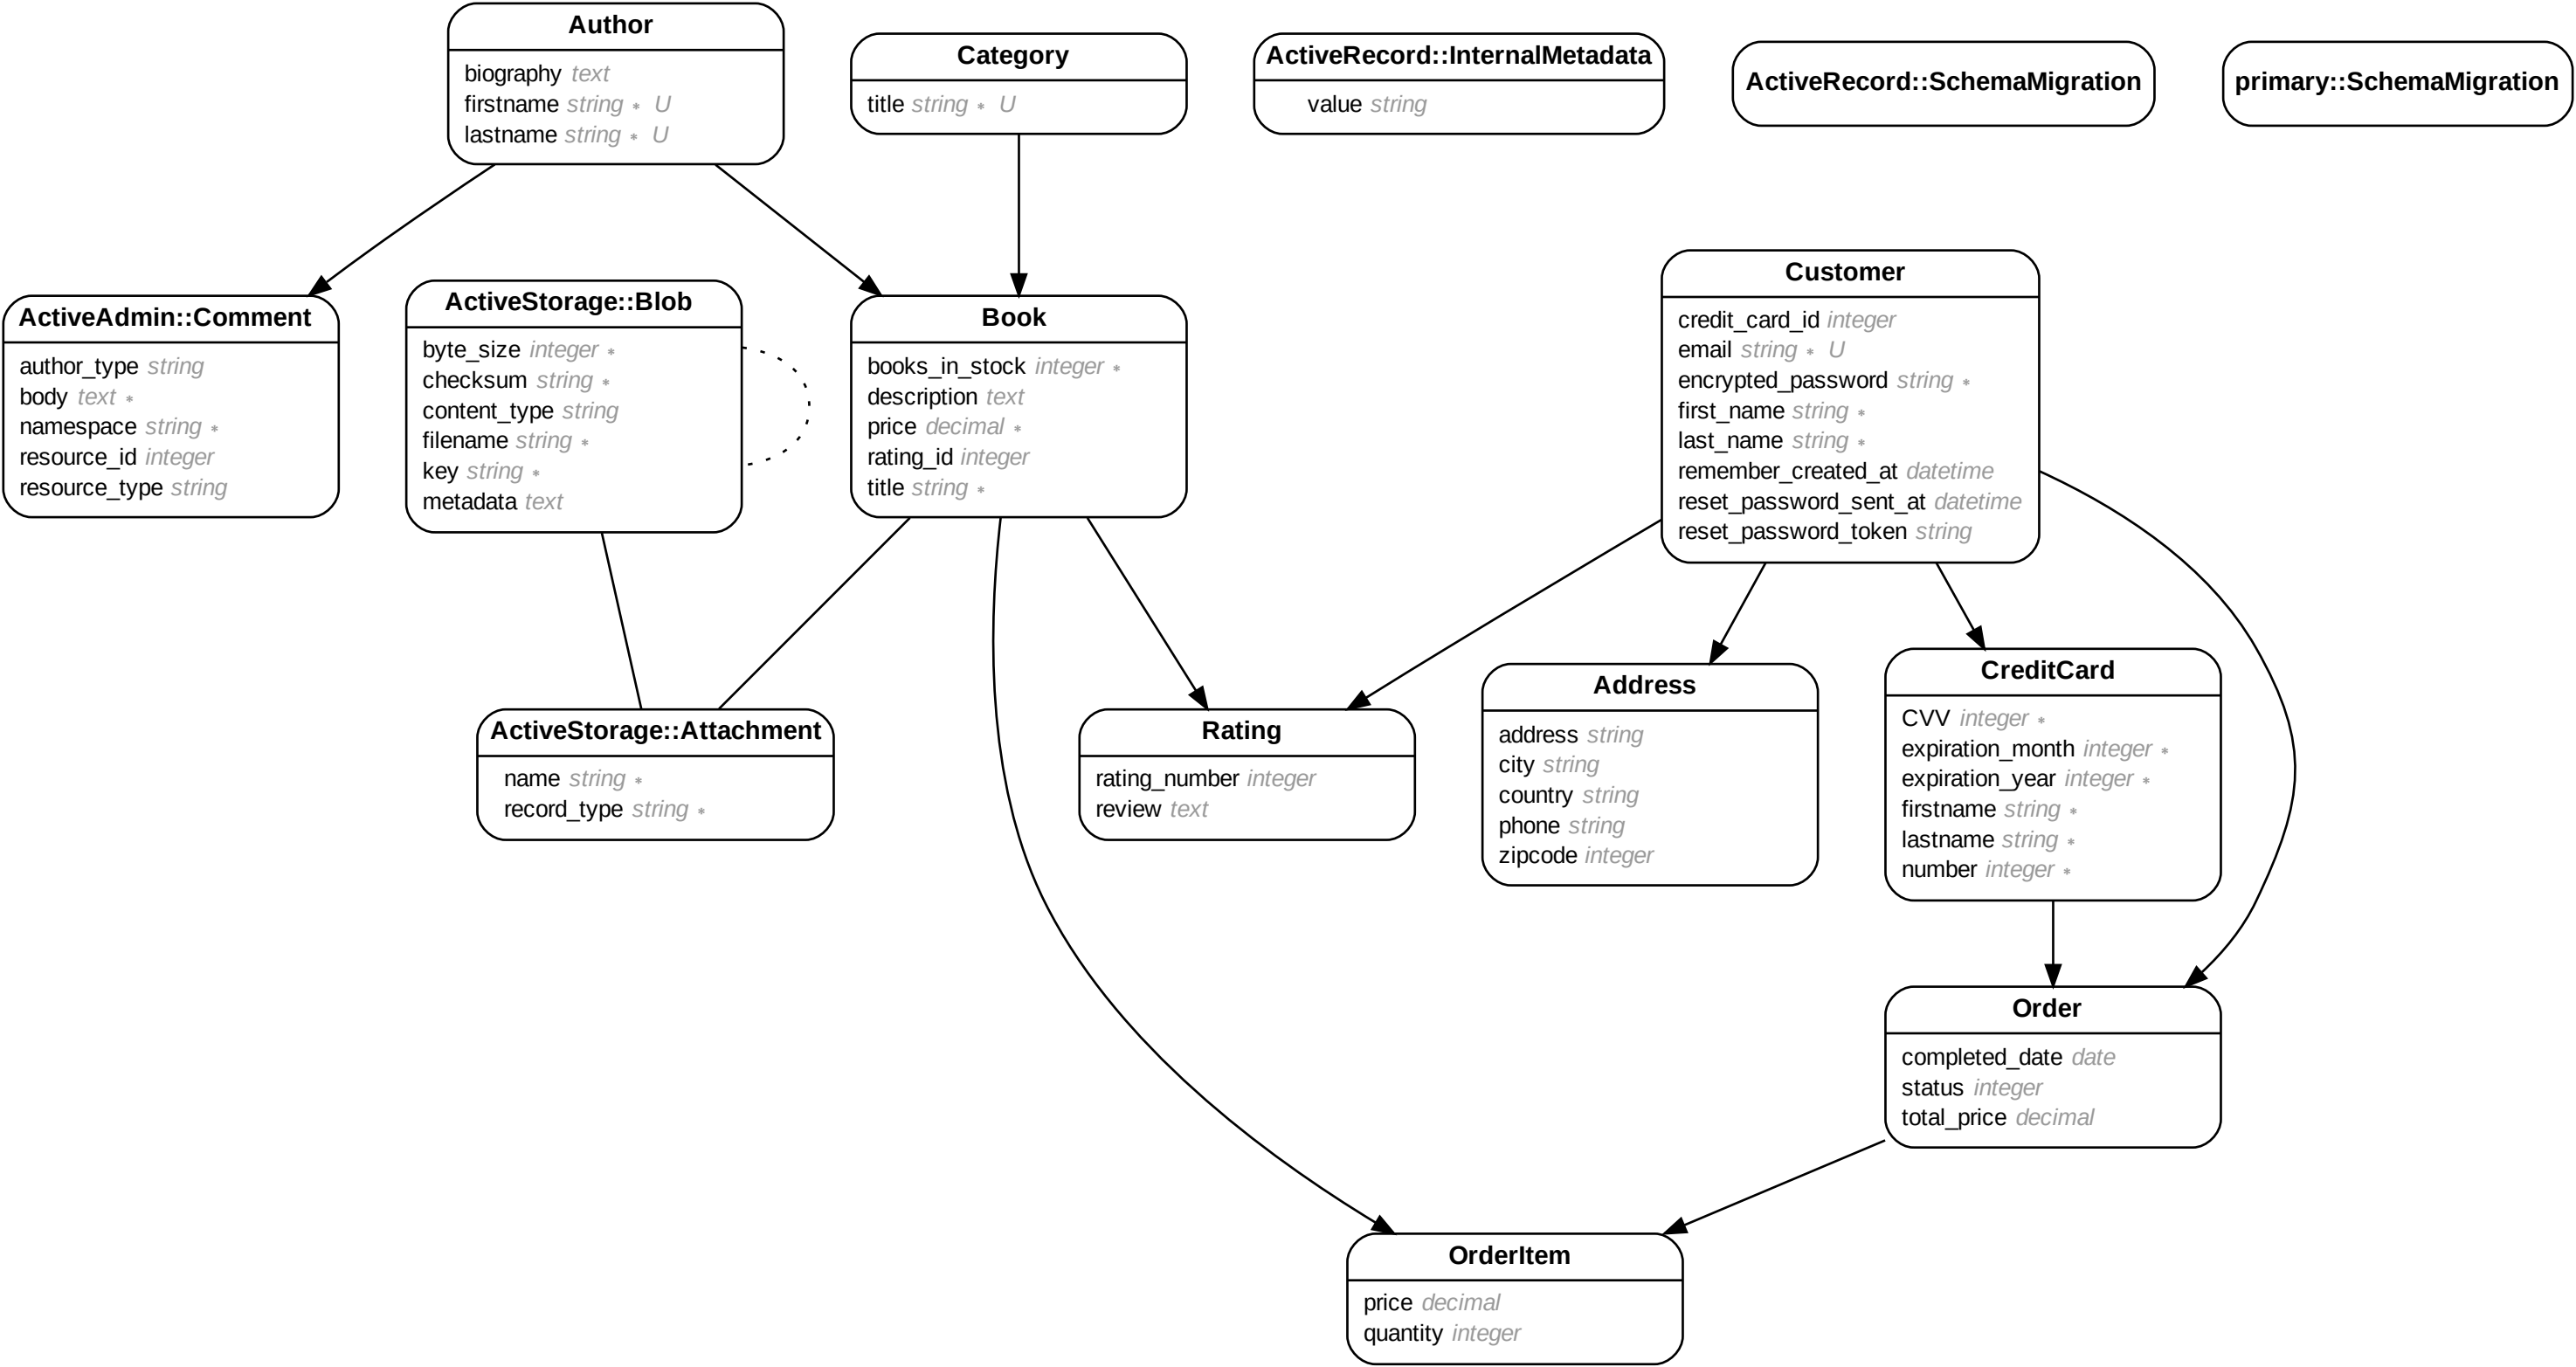 Author
biography text
firstname string * U
lastname string * U
Category
title string * U
ActiveRecord::InternalMetadata
value string
ActiveRecord::SchemaMigration
primary::SchemaMigration
ActiveAdmin::Comment
author_type string
body text *
namespace string *
resource_id integer
resource_type string
ActiveStorage::Blob
byte_size integer *
checksum string *
content_type string
filename string *
key string *
metadata text
Book
books_in_stock integer *
description text
price decimal *
rating_id integer
title string *
Customer
credit_card_id integer
email string * U
encrypted_password string *
first_name string *
last_name string *
remember_created_at datetime
reset_password_sent_at datetime
reset_password_token string
ActiveStorage::Attachment
name string *
record_type string *
Rating
rating_number integer
review text
Address
address string
city string
country string
phone string
zipcode integer
CreditCard
CVV integer *
expiration_month integer *
expiration_year integer *
firstname string *
lastname string *
number integer *
Order
completed_date date
status integer
total_price decimal
OrderItem
price decimal
quantity integer